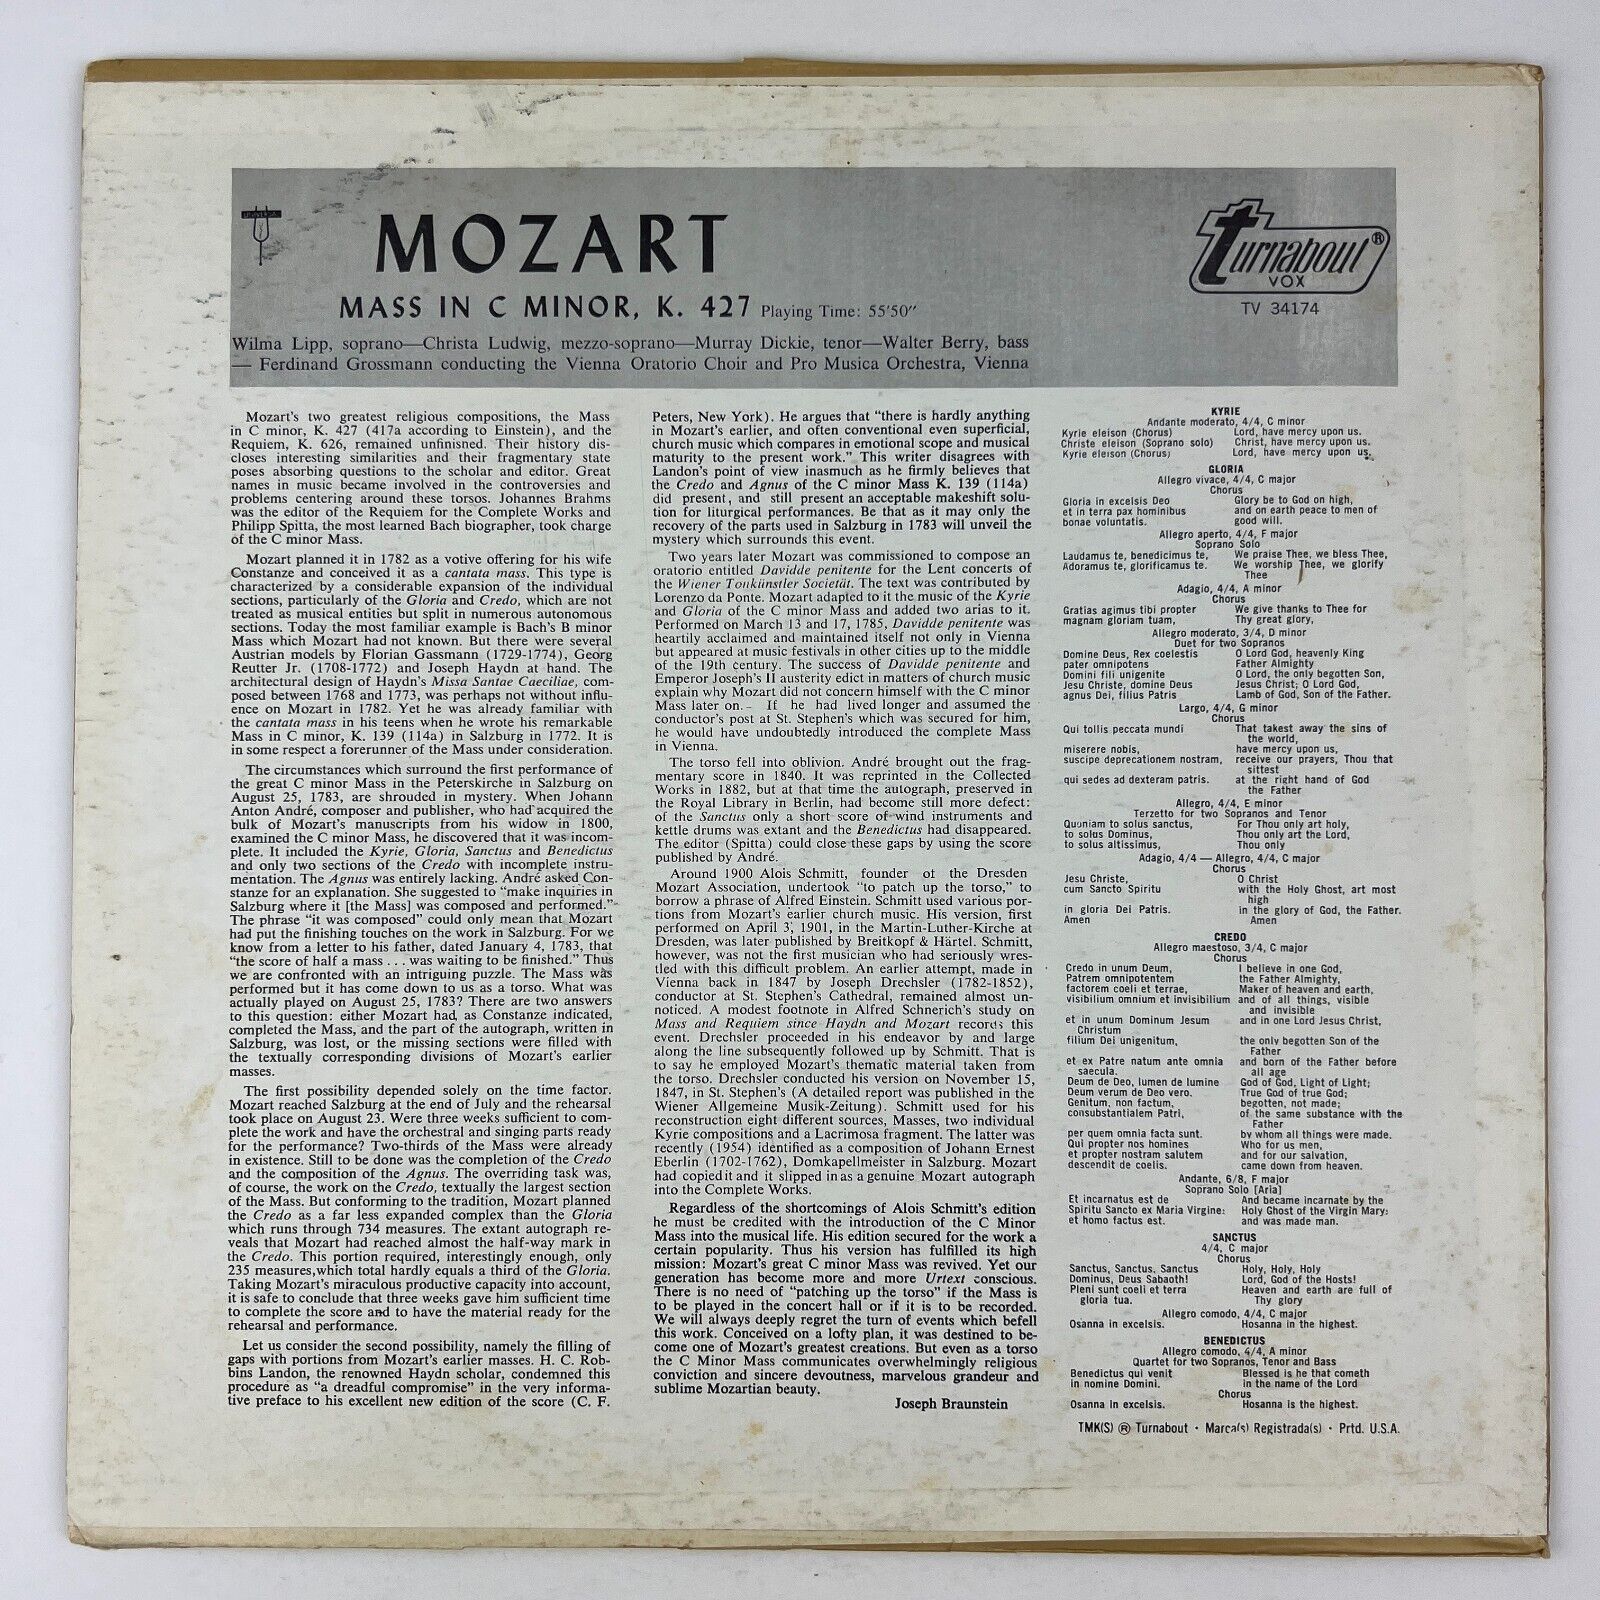 UNIVERSAL
MOZART
MASS IN C MINOR, K. 427 Playing Time: 55'50"
Wilma Lipp, soprano—Christa Ludwig, mezzo-soprano—Murray Dickie, tenor—Walter Berry, bass
— Ferdinand Grossmann conducting the Vienna Oratorio Choir and Pro Musica Orchestra, Vienna
Turnabout®
VOX
TV 34174
Mozart's two greatest religious compositions, the Mass
in C minor, K. 427 (417a according to Einstein), and the
Requiem, K. 626, remained unfinished. Their history dis-
closes interesting similarities and their fragmentary state
poses absorbing questions to the scholar and editor. Great
names in music became involved in the controversies and
problems centering around these torsos. Johannes Brahms
was the editor of the Requiem for the Complete Works and
Philipp Spitta, the most learned Bach biographer, took charge
of the C minor Mass.
Mozart planned it in 1782 as a votive offering for his wife
Constanze and conceived it as a cantata mass. This type is
characterized by a considerable expansion of the individual
sections, particularly of the Gloria and Credo, which are not
treated as musical entities but split in numerous autonomous
sections. Today the most familiar example is Bach's B minor
Mass which Mozart had not known. But there were several
Austrian models by Florian Gassmann (1729-1774), Georg
Reutter Jr. (1708-1772) and Joseph Haydn at hand. The
architectural design of Haydn's Missa Santae Caeciliae, com-
posed between 1768 and 1773, was perhaps not without influ-
ence on Mozart in 1782. Yet he was already familiar with
the cantata mass in his teens when he wrote his remarkable
Mass in C minor, K. 139 (114a) in Salzburg in 1772. It is
in some respect a forerunner of the Mass under consideration.
The circumstances which surround the first performance of
the great C minor Mass in the Peterskirche in Salzburg on
August 25, 1783, are shrouded in mystery. When Johann
Anton André, composer and publisher, who had acquired the
bulk of Mozart's manuscripts from his widow in 1800,
examined the C minor Mass, he discovered that it was incom-
plete. It included the Kyrie, Gloria, Sanctus and Benedictus
and only two sections of the Credo with incomplete instru-
mentation. The Agnus was entirely lacking. André asked Con-
stanze for an explanation. She suggested to "make inquiries in
Salzburg where it [the Mass] was composed and performed."
The phrase "it was composed" could only mean that Mozart
had put the finishing touches on the work in Salzburg. For we
know from a letter to his father, dated January 4, 1783, that
"the score of half a mass . . . was waiting to be finished." Thus
we are confronted with an intriguing puzzle. The Mass was
performed but it has come down to us as a torso. What was
actually played on August 25, 1783? There are two answers
to this question: either Mozart had, as Constanze indicated,
completed the Mass, and the part of the autograph, written in
Salzburg, was lost, or the missing sections were filled with
the textually corresponding divisions of Mozart's earlier
masses.
The first possibility depended solely on the time factor.
Mozart reached Salzburg at the end of July and the rehearsal
took place on August 23. Were three weeks sufficient to com-
plete the work and have the orchestral and singing parts ready
for the performance? Two-thirds of the Mass were already
in existence. Still to be done was the completion of the Credo
and the composition of the Agnus. The overriding task was,
of course, the work on the Credo, textually the largest section
of the Mass. But conforming to the tradition, Mozart planned
the Credo as a far less expanded complex than the Gloria
which runs through 734 measures. The extant autograph re-
veals that Mozart had reached almost the half-way mark in
the Credo. This portion required, interestingly enough, only
235 measures,which total hardly equals a third of the Gloria.
Taking Mozart's miraculous productive capacity into account,
it is safe to conclude that three weeks gave him sufficient time
to complete the score and to have the material ready for the
rehearsal and performance.
Let us consider the second possibility, namely the filling of
gaps with portions from Mozart's earlier masses. H. C. Rob-
bins Landon, the renowned Haydn scholar, condemned this
procedure as "a dreadful compromise" in the very informa-
tive preface to his excellent new edition of the score (C. F.
Peters, New York). He argues that "there is hardly anything
in Mozart's earlier, and often conventional even superficial,
church music which compares in emotional scope and musical
maturity to the present work." This writer disagrees with
Landon's point of view inasmuch as he firmly believes that
the Credo and Agnus of the C minor Mass K. 139 (114a)
did present, and still present an acceptable makeshift solu-
tion for liturgical performances. Be that as it may only the
recovery of the parts used in Salzburg in 1783 will unveil the
mystery which surrounds this event.
Two years later Mozart was commissioned to compose an
oratorio entitled Davidde penitente for the Lent concerts of
the Wiener Tonkünstler Societät. The text was contributed by
Lorenzo da Ponte. Mozart adapted to it the music of the Kyrie
and Gloria of the C minor Mass and added two arias to it.
Performed on March 13 and 17, 1785, Davidde penitente was
heartily acclaimed and maintained itself not only in Vienna
but appeared at music festivals in other cities up to the middle
of the 19th century. The success of Davidde penitente and
Emperor Joseph's II austerity edict in matters of church music
explain why Mozart did not concern himself with the C minor
Mass later on. - If he had lived longer and assumed the
conductor's post at St. Stephen's which was secured for him,
he would have undoubtedly introduced the complete Mass
in Vienna.
The torso fell into oblivion. André brought out the frag-
mentary score in 1840. It was reprinted in the Collected
Works in 1882, but at that time the autograph, preserved in
the Royal Library in Berlin, had become still more defect:
of the Sanctus only a short score of wind instruments and
kettle drums was extant and the Benedictus had disappeared.
The editor (Spitta) could close these gaps by using the score
published by André.
Around 1900 Alois Schmitt, founder of the Dresden
Mozart Association, undertook "to patch up the torso," to
borrow a phrase of Alfred Einstein. Schmitt used various por-
tions from Mozart's earlier church music. His version, first
performed on April 3, 1901, in the Martin-Luther-Kirche at
Dresden, was later published by Breitkopf & Härtel. Schmitt,
however, was not the first musician who had seriously wres-
tled with this difficult problem. An earlier attempt, made in
Vienna back in 1847 by Joseph Drechsler (1782-1852),
conductor at St. Stephen's Cathedral, remained almost un-
noticed. A modest footnote in Alfred Schnerich's study on
Mass and Requiem since Haydn and Mozart records this
event. Drechsler proceeded in his endeavor by and large
along the line subsequently followed up by Schmitt. That is
to say he employed Mozart's thematic material taken from
the torso. Drechsler conducted his version on November 15,
1847, in St. Stephen's (A detailed report was published in the
Wiener Allgemeine Musik-Zeitung). Schmitt used for his
reconstruction eight different sources, Masses, two individual
Kyrie compositions and a Lacrimosa fragment. The latter was
recently (1954) identified as a composition of Johann Ernest
Eberlin (1702-1762), Domkapellmeister in Salzburg. Mozart
had copied it and it slipped in as a genuine Mozart autograph
into the Complete Works.
Regardless of the shortcomings of Alois Schmitt's edition
he must be credited with the introduction of the C Minor
Mass into the musical life. His edition secured for the work a
certain popularity. Thus his version has fulfilled its high
mission: Mozart's great C minor Mass was revived. Yet our
generation has become more and more Urtext conscious.
There is no need of "patching up the torso" if the Mass is
to be played in the concert hall or if it is to be recorded.
We will always deeply regret the turn of events which befell
this work. Conceived on a lofty plan, it was destined to be-
come one of Mozart's greatest creations. But even as a torso
the C Minor Mass communicates overwhelmingly religious
conviction and sincere devoutness, marvelous grandeur and
sublime Mozartian beauty.
Joseph Braunstein
KYRIE
Andante moderato, 4/4, C minor
Kyrie eleison (Chorus) Lord, have mercy upon us.
Christe eleison (Soprano solo) Christ, have mercy upon us.
Kyrie eleison (Chorus) Lord, have mercy upon us.
GLORIA
Allegro vivace, 4/4, C major
Chorus
Gloria in excelsis Deo Glory be to God on high,
et in terra pax hominibus and on earth peace to men of
bonae voluntatis. good will.
Allegro aperto, 4/4, F major
Soprano Solo
Laudamus te, benedicimus te, We praise Thee, we bless Thee,
Adoramus te, glorificamus te. We worship Thee, we glorify
Thee
Adagio, 4/4, A minor
Chorus
Gratias agimus tibi propter We give thanks to Thee for
magnam gloriam tuam, Thy great glory,
Allegro moderato, 3/4, D minor
Duet for two Sopranos
Domine Deus, Rex coelestis O Lord God, heavenly King
pater omnipotens Father Almighty
Domini fili unigenite O Lord, the only begotten Son,
Jesu Christe, domine Deus Jesus Christ; O Lord God,
agnus Dei, filius Patris Lamb of God, Son of the Father.
Largo, 4/4, G minor
Chorus
Qui tollis peccata mundi That takest away the sins of
the world,
miserere nobis, have mercy upon us,
suscipe deprecationem nostram, receive our prayers, Thou that
sittest
qui sedes ad dexteram patris. at the right hand of God
the Father
Allegro, 4/4, E minor
Terzetto for two Sopranos and Tenor
Quoniam to solus sanctus, For Thou only art holy,
to solus Dominus, Thou only art the Lord,
to solus altissimus, Thou only
Adagio, 4/4 — Allegro, 4/4, C major
Chorus
Jesu Christe, O Christ
cum Sancto Spiritu with the Holy Ghost, art most
high
in gloria Dei Patris. in the glory of God, the Father.
Amen Amen
CREDO
Allegro maestoso, 3/4, C major
Chorus
Credo in unum Deum, I believe in one God,
Patrem omnipotentem the Father Almighty,
factorem coeli et terrae, Maker of heaven and earth,
visibilium omnium et invisibilium and of all things, visible
and invisible
et in unum Dominum Jesum and in one Lord Jesus Christ,
Christum
filium Dei unigenitum, the only begotten Son of the
Father
et ex Patre natum ante omnia and born of the Father before
saecula. all age
Deum de Deo, lumen de lumine God of God, Light of Light;
Deum verum de Deo vero. True God of true God;
Genitum, non factum, begotten, not made;
consubstantialem Patri, of the same substance with the
Father
per quem omnia facta sunt. by whom all things were made.
Qui propter nos homines Who for us men,
et propter nostram salutem and for our salvation,
descendit de coelis. came down from heaven.
Andante, 6/8, F major
Soprano Solo [Aria]
Et incarnatus est de And became incarnate by the
Spiritu Sancto ex Maria Virgine: Holy Ghost of the Virgin Mary:
et homo factus est. and was made man.
SANCTUS
4/4, C major
Chorus
Sanctus, Sanctus, Sanctus Holy, Holy, Holy
Dominus, Deus Sabaoth! Lord, God of the Hosts!
Pleni sunt coeli et terra Heaven and earth are full of
gloria tua. Thy glory
Allegro comodo, 4/4, C major
Osanna in excelsis. Hosanna in the highest.
BENEDICTUS
Allegro comodo, 4/4, A minor
Quartet for two Sopranos, Tenor and Bass
Benedictus qui venit Blessed is he that cometh
in nomine Domini. in the name of the Lord
Chorus
Osanna in excelsis. Hosanna is the highest.
TMK(S) ® Turnabout • Marca(s) Registrada(s) • Prtd. U.S.A.